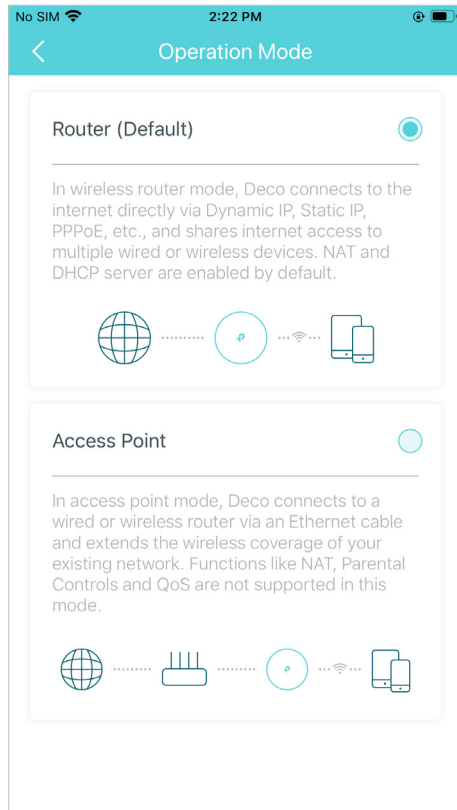 No SIM 2:22 PM
Operation Mode
Router (Default)
In wireless router mode, Deco connects to the
internet directly via Dynamic IP, Static IP,
PPPoE, etc., and shares internet access to
multiple wired or wireless devices. NAT and
DHCP server are enabled by default.
Access Point
In access point mode, Deco connects to a
wired or wireless router via an Ethernet cable
and extends the wireless coverage of your
existing network. Functions like NAT, Parental
Controls and QoS are not supported in this
mode.